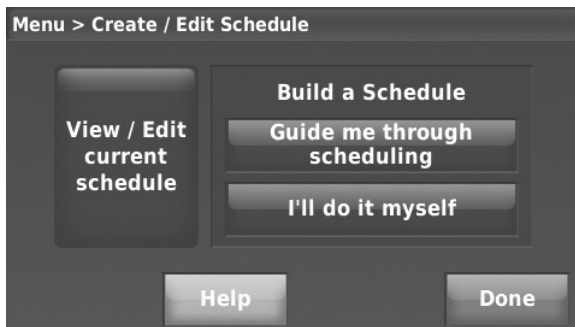 Menu > Create / Edit Schedule
View / Edit
current
schedule
Build a Schedule
Guide me through
scheduling
I'll do it myself
Help
Done